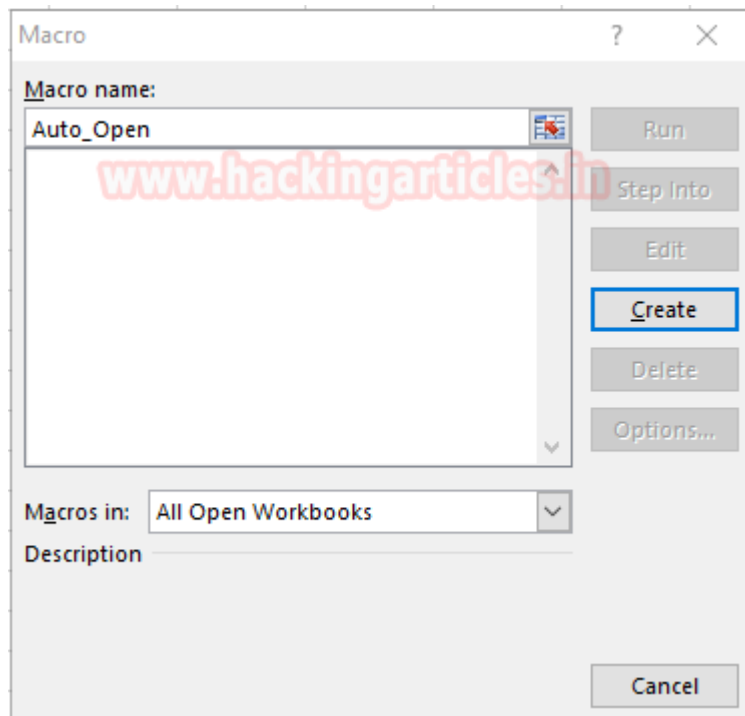 Macro
?
Macro name:
Auto_Open
Run
www.hackingarticles.in
Step Into
Edit
Create
Delete
Options...
Macros in:
All Open Workbooks
Description
Cancel